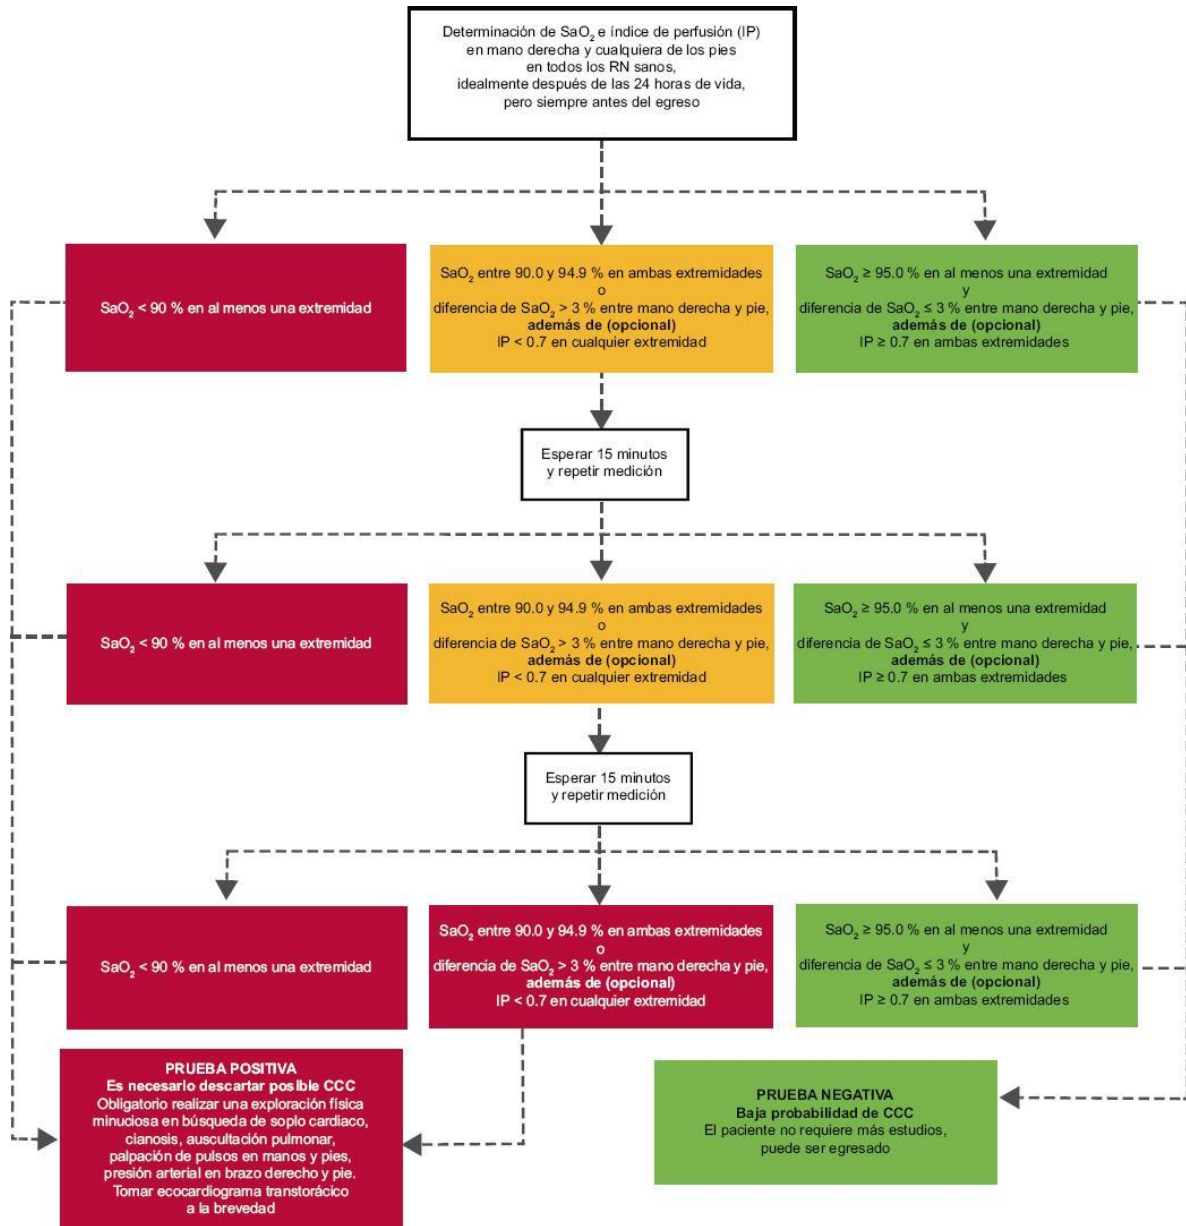 Determinación de SaO₂ e índice de perfusión (IP)
en mano derecha y cualquiera de los pies
en todos los RN sanos,
idealmente después de las 24 horas de vida,
pero siempre antes del egreso
SaO₂ < 90 % en al menos una extremidad
SaO₂ entre 90.0 y 94.9 % en ambas extremidades
o
diferencia de SaO₂ > 3 % entre mano derecha y pie,
además de (opcional)
IP < 0.7 en cualquier extremidad
SaO₂ ≥ 95.0 % en al menos una extremidad
y
diferencia de SaO₂ ≤ 3 % entre mano derecha y pie,
además de (opcional)
IP ≥ 0.7 en ambas extremidades
Esperar 15 minutos
y repetir medición
SaO₂ < 90 % en al menos una extremidad
SaO₂ entre 90.0 y 94.9 % en ambas extremidades
o
diferencia de SaO₂ > 3 % entre mano derecha y pie,
además de (opcional)
IP < 0.7 en cualquier extremidad
SaO₂ ≥ 95.0 % en al menos una extremidad
y
diferencia de SaO₂ ≤ 3 % entre mano derecha y pie,
además de (opcional)
IP ≥ 0.7 en ambas extremidades
Esperar 15 minutos
y repetir medición
SaO₂ < 90 % en al menos una extremidad
SaO₂ entre 90.0 y 94.9 % en ambas extremidades
o
diferencia de SaO₂ > 3 % entre mano derecha y pie,
además de (opcional)
IP < 0.7 en cualquier extremidad
SaO₂ ≥ 95.0 % en al menos una extremidad
y
diferencia de SaO₂ ≤ 3 % entre mano derecha y pie,
además de (opcional)
IP ≥ 0.7 en ambas extremidades
PRUEBA POSITIVA
Es necesario descartar posible CCC
Obligatorio realizar una exploración física
minuciosa en búsqueda de soplo cardiaco,
cianosis, auscultación pulmonar,
palpación de pulsos en manos y pies,
presión arterial en brazo derecho y pie.
Tomar ecocardiograma transtorácico
a la brevedad
PRUEBA NEGATIVA
Baja probabilidad de CCC
El paciente no requiere más estudios,
puede ser egresado